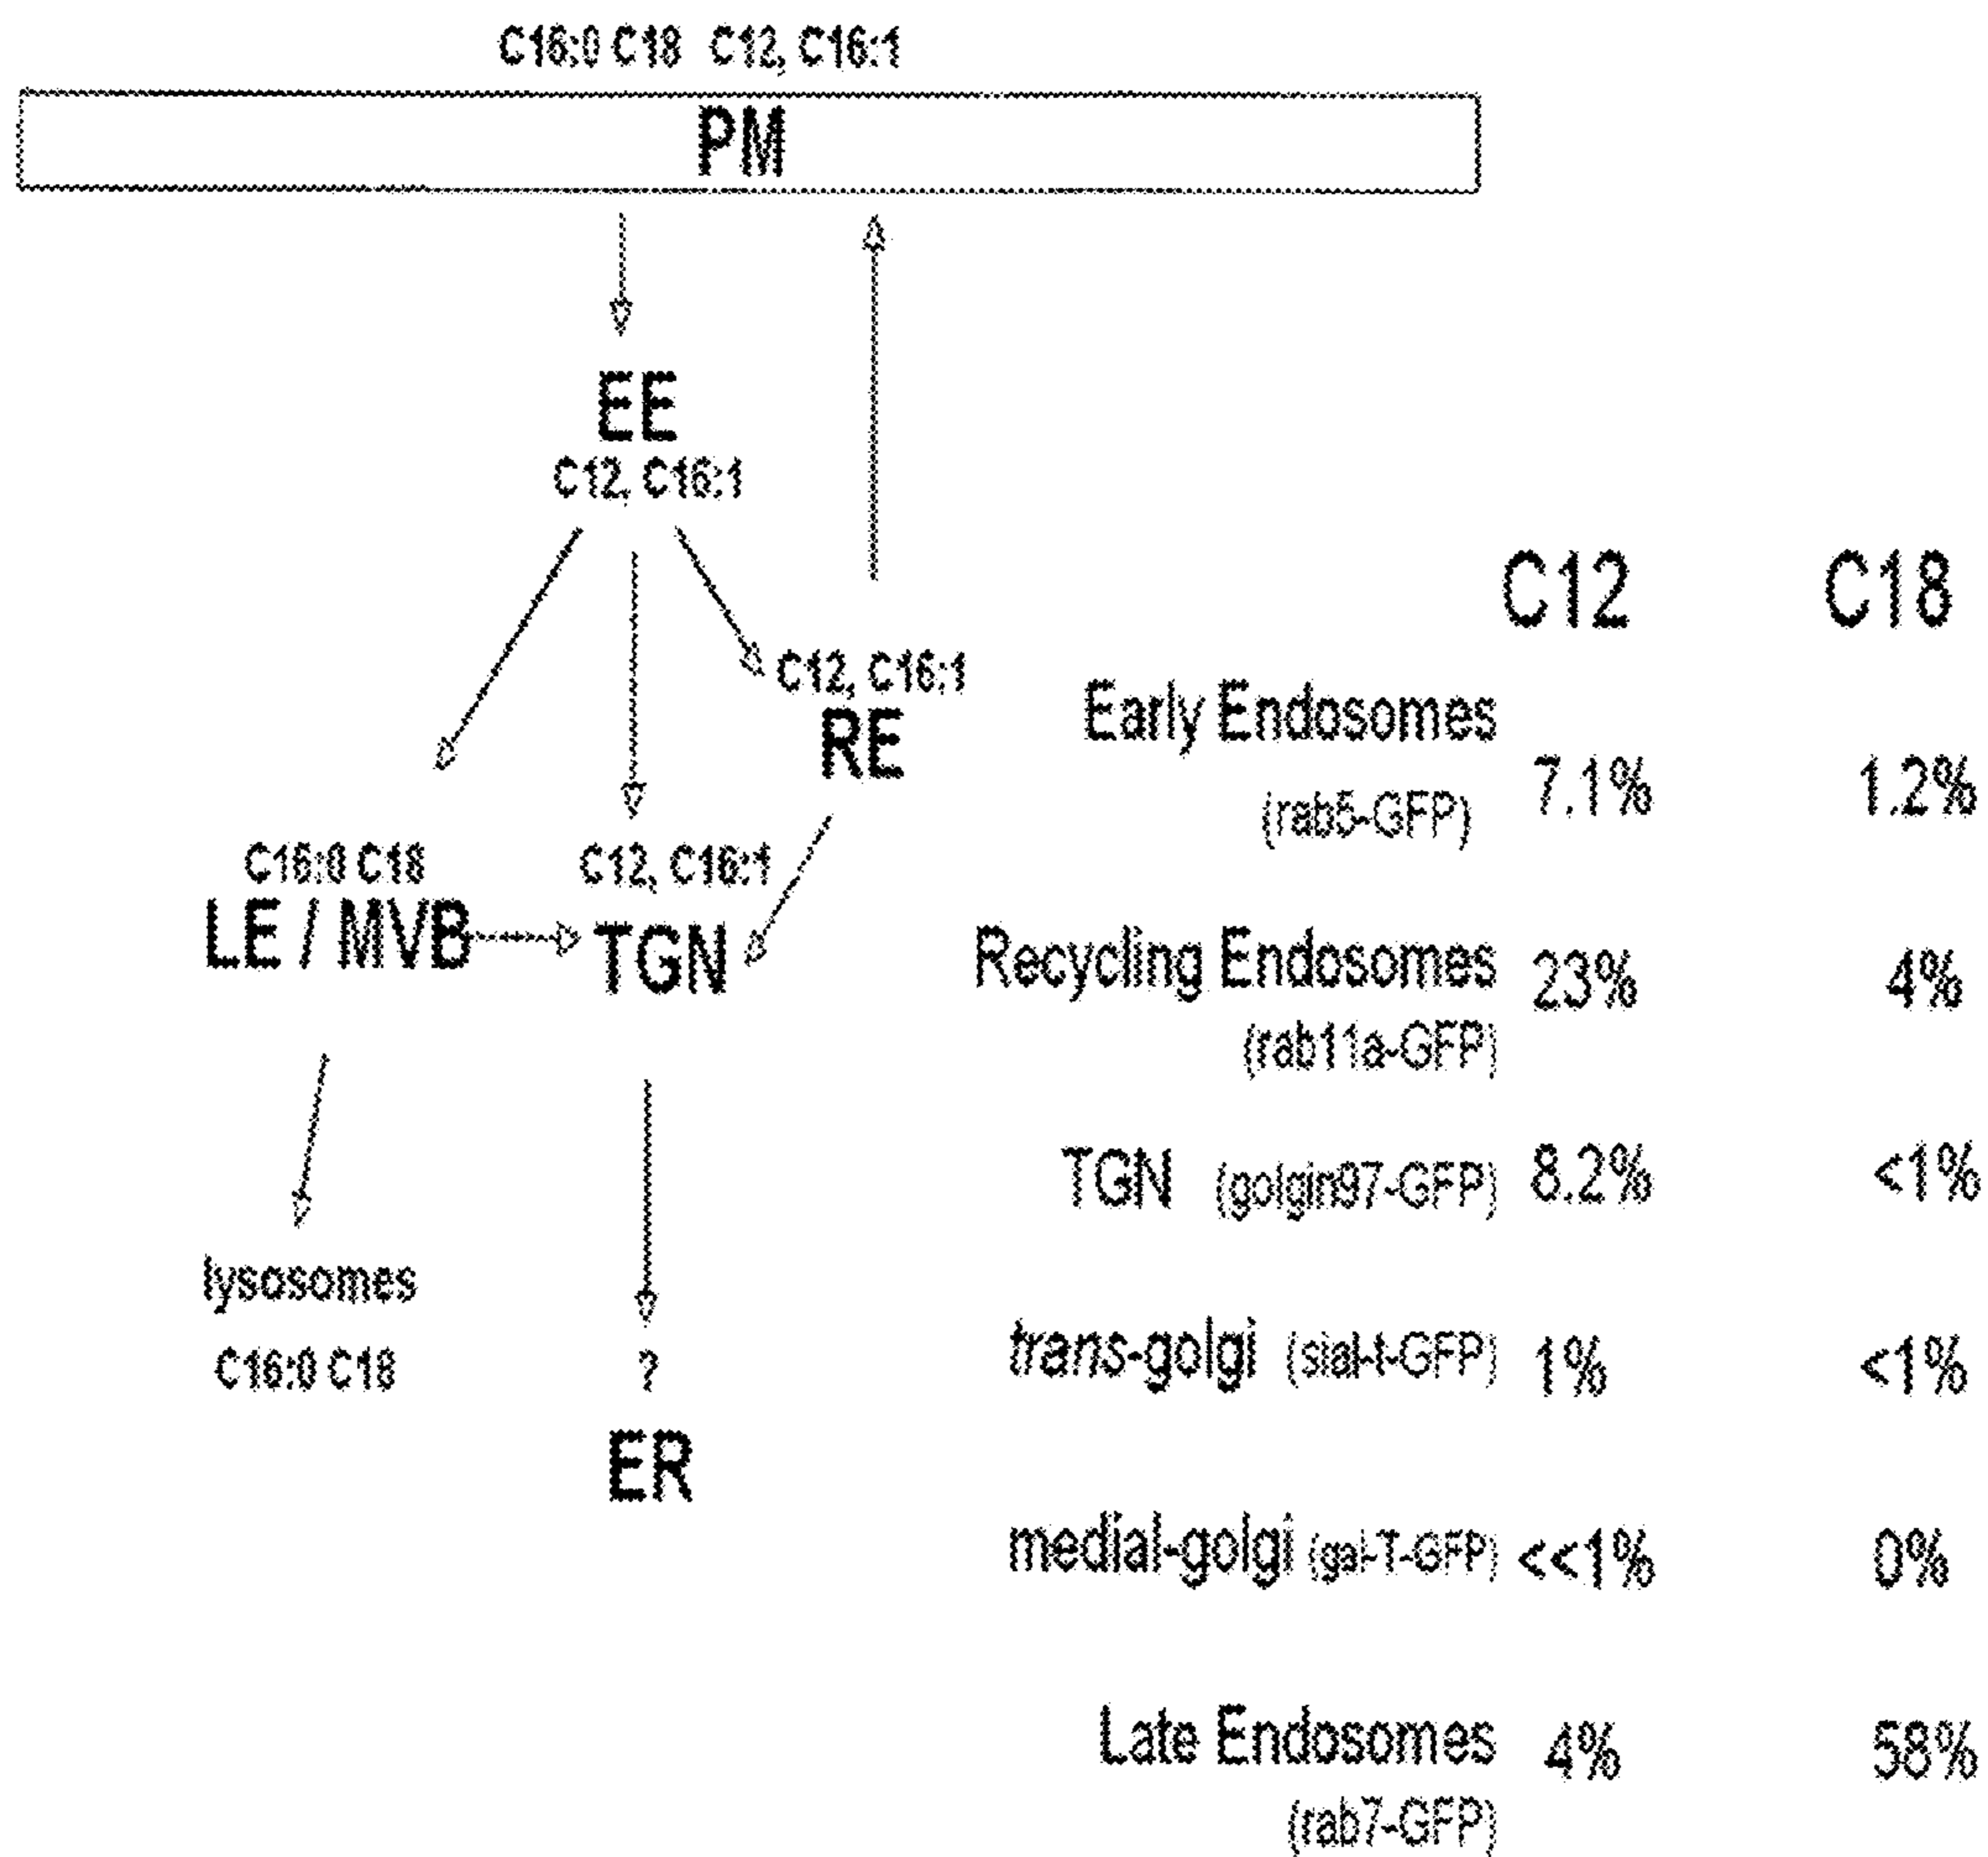 C16:0 C18 C12, C16:1
PM
EE
C12, C16:1
C12, C16:1
RE
C16:0 C18
LE / MVB
C12, C16:1
TGN
lysosomes
C16:0 C18
?
ER
C12 C18
Early Endosomes
(rab5-GFP) 7.1% 1.2%
Recycling Endosomes 23% 4%
(rab11a-GFP)
TGN (golgin97-GFP) 8.2% <1%
trans-golgi (sial-t-GFP) 1% <1%
medial-golgi (gal-T-GFP) <<1% 0%
Late Endosomes 4% 58%
(rab7-GFP)